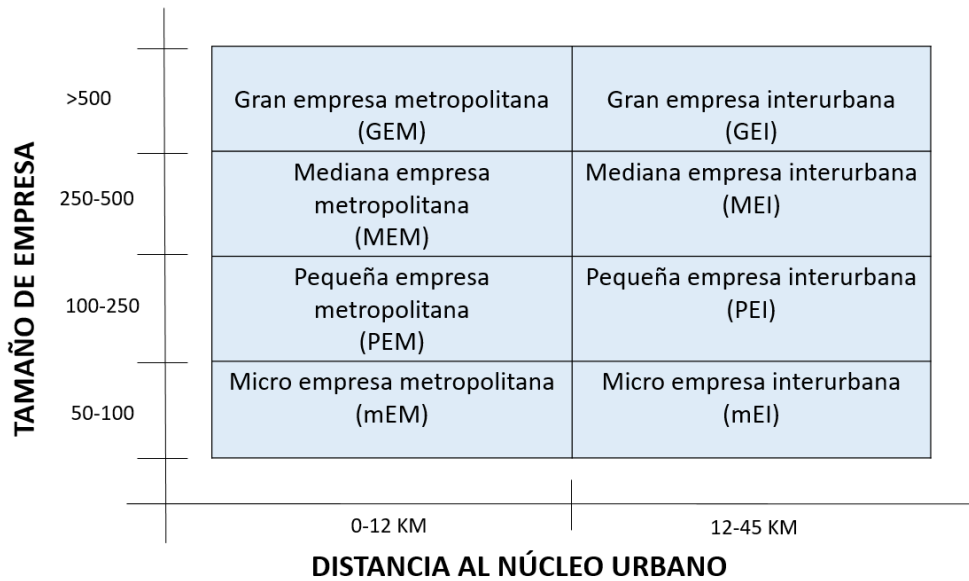 TAMAÑO DE EMPRESA
>500
Gran empresa metropolitana
(GEM)
Gran empresa interurbana
(GEI)
250-500
Mediana empresa
metropolitana
(MEM)
Mediana empresa interurbana
(MEI)
100-250
Pequeña empresa
metropolitana
(PEM)
Pequeña empresa interurbana
(PEI)
50-100
Micro empresa metropolitana
(mEM)
Micro empresa interurbana
(mEI)
0-12 KM
12-45 KM
DISTANCIA AL NÚCLEO URBANO